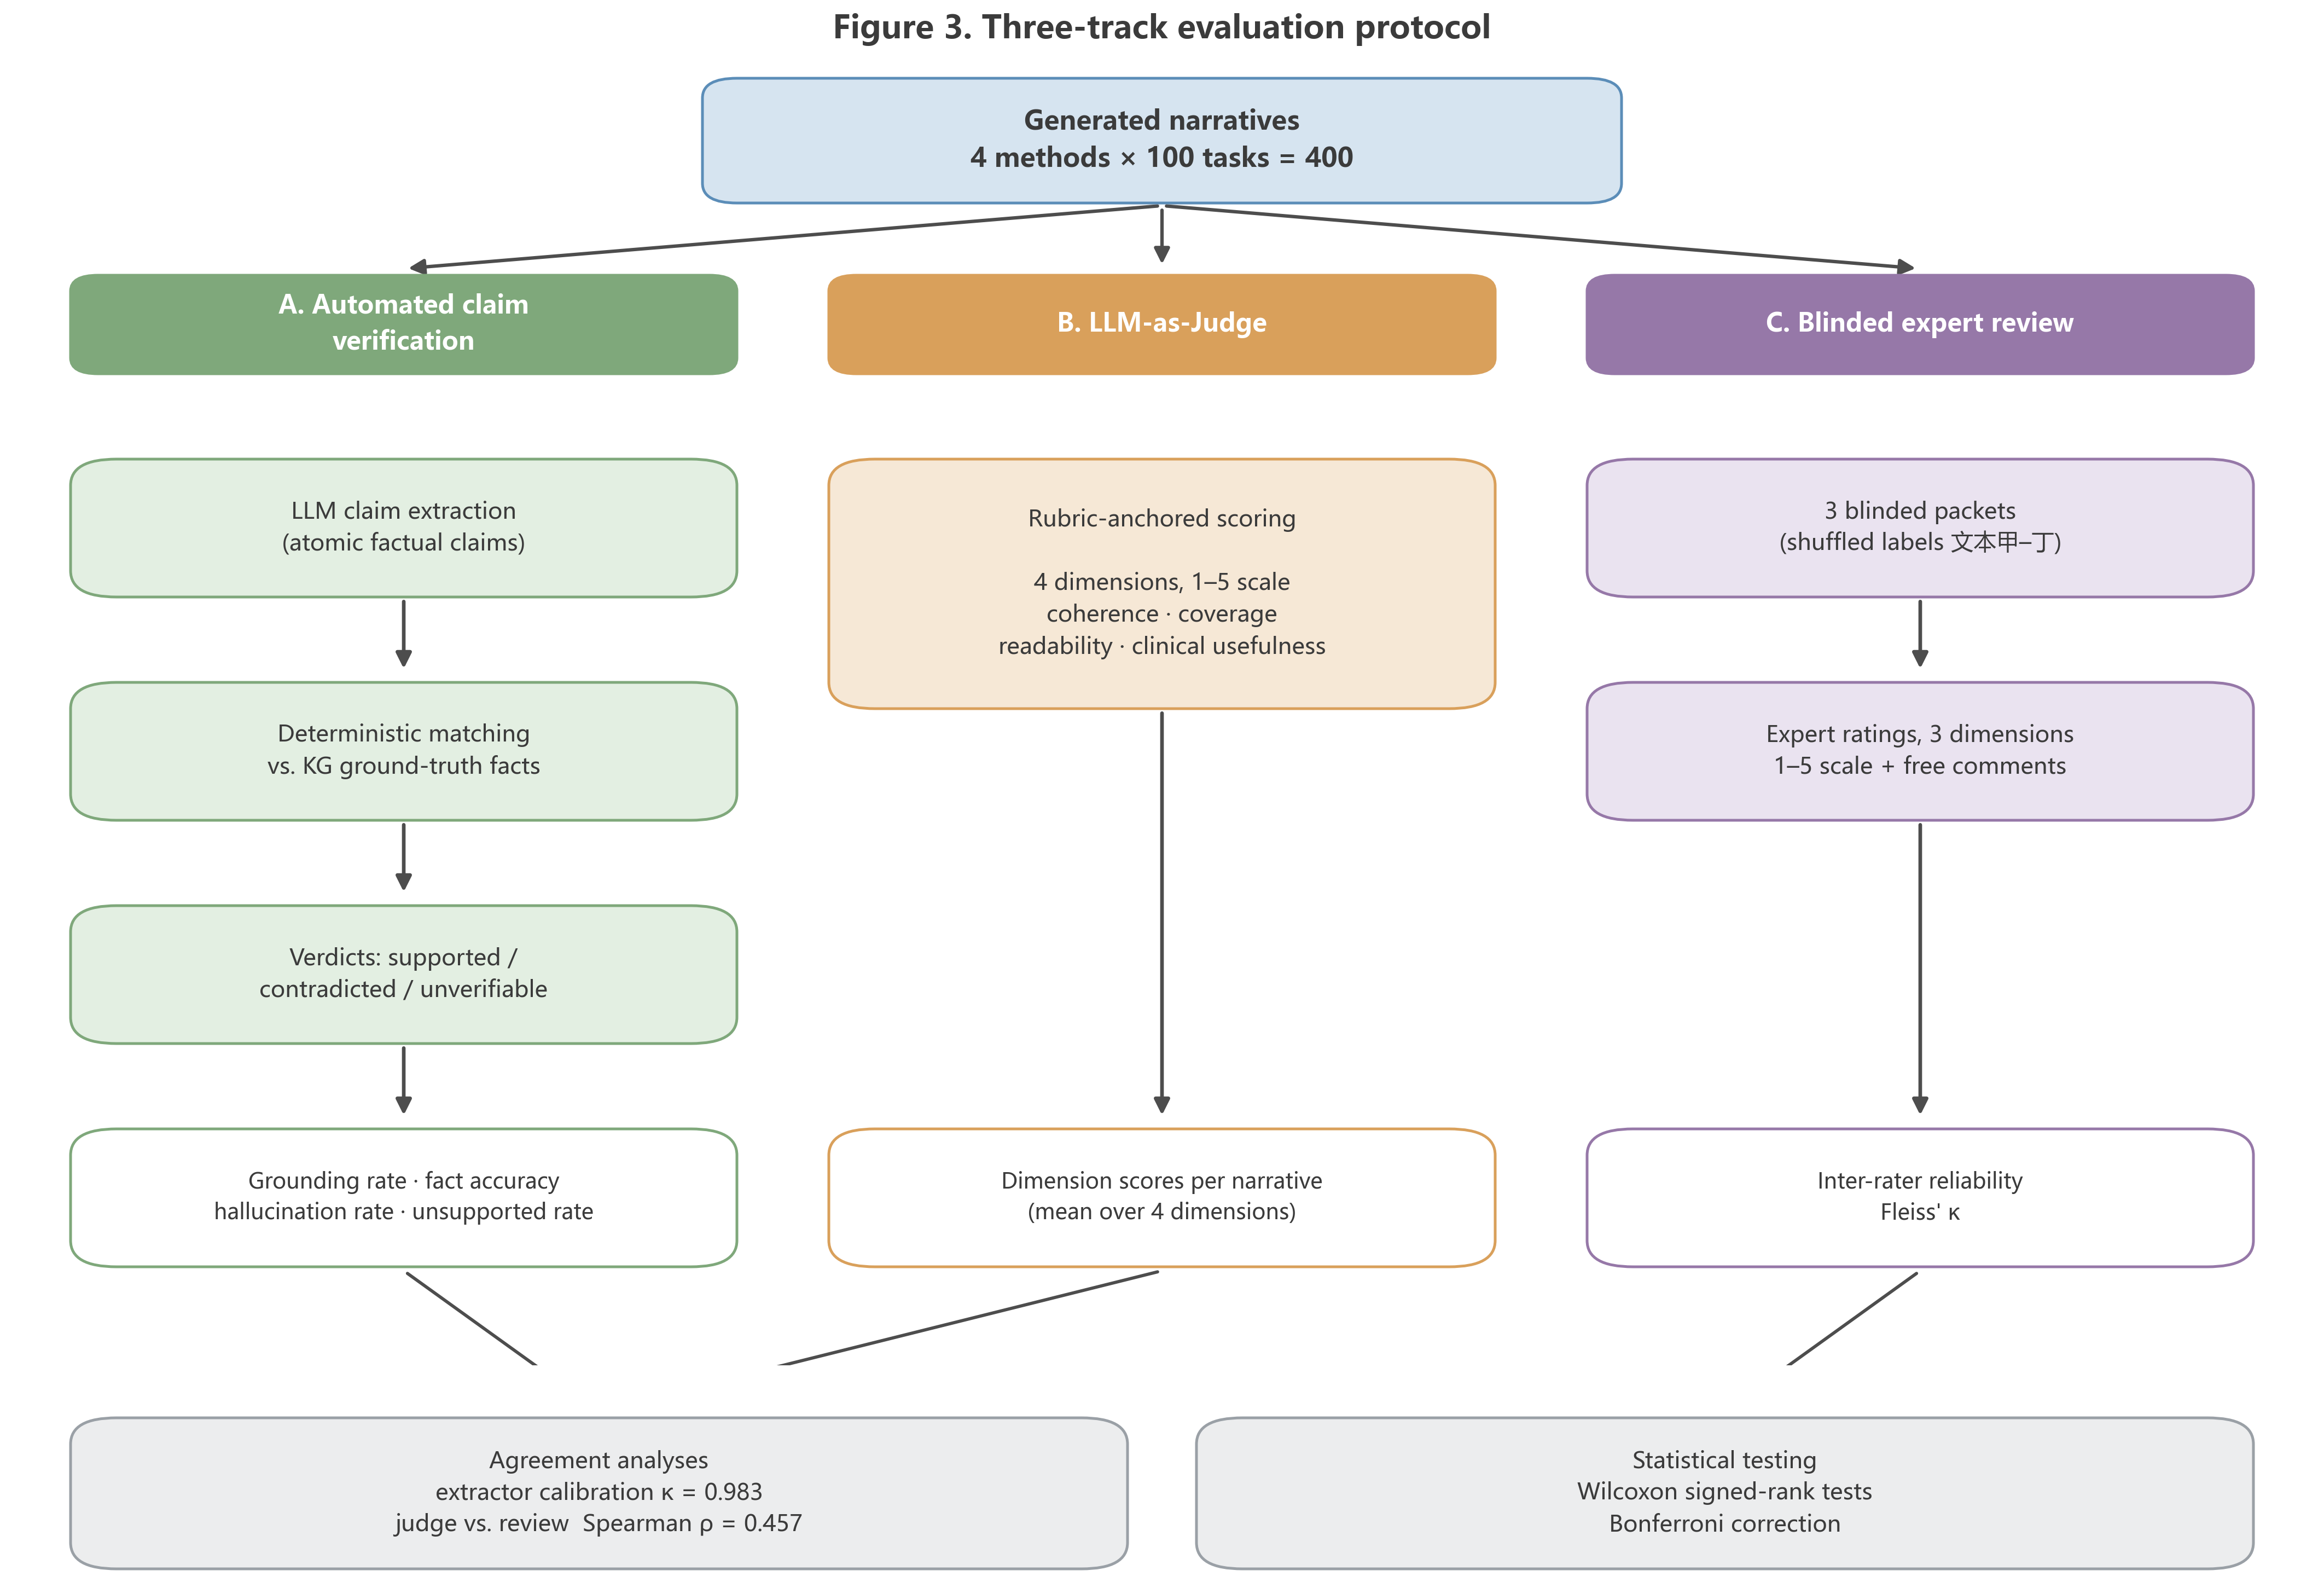 Figure 3. Three-track evaluation protocol
Generated narratives
4 methods × 100 tasks = 400
A. Automated claim
verification
B. LLM-as-Judge
C. Blinded expert review
LLM claim extraction
(atomic factual claims)
Rubric-anchored scoring
4 dimensions, 1–5 scale
coherence · coverage
readability · clinical usefulness
3 blinded packets
(shuffled labels 文本甲–丁)
Deterministic matching
vs. KG ground-truth facts
Expert ratings, 3 dimensions
1–5 scale + free comments
Verdicts: supported /
contradicted / unverifiable
Grounding rate · fact accuracy
hallucination rate · unsupported rate
Dimension scores per narrative
(mean over 4 dimensions)
Inter-rater reliability
Fleiss' κ
Agreement analyses
extractor calibration κ = 0.983
judge vs. review  Spearman ρ = 0.457
Statistical testing
Wilcoxon signed-rank tests
Bonferroni correction